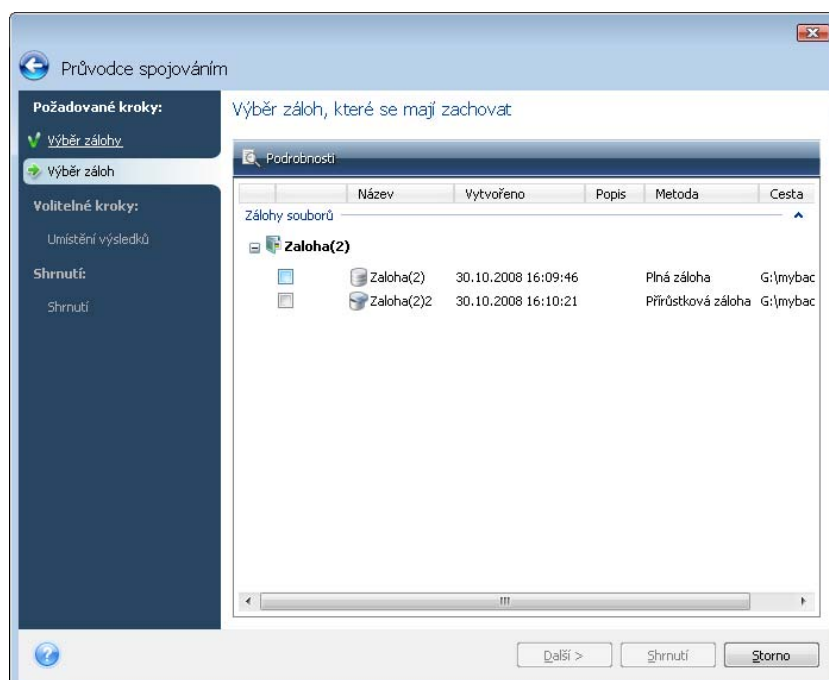 Průvodce spojováním
Požadované kroky:
Výběr zálohy
Výběr záloh
Volitelné kroky:
Umístění výsledků
Shrnutí:
Shrnutí
Výběr záloh, které se mají zachovat
Podrobnosti
Název Vytvořeno Popis Metoda Cesta
Zálohy souborů
Zaloha(2)
Zaloha(2) 30.10.2008 16:09:46 Plná záloha G:\mybac
Zaloha(2)2 30.10.2008 16:10:21 Přírůstková záloha G:\mybac
Další >
Shrnutí
Storno